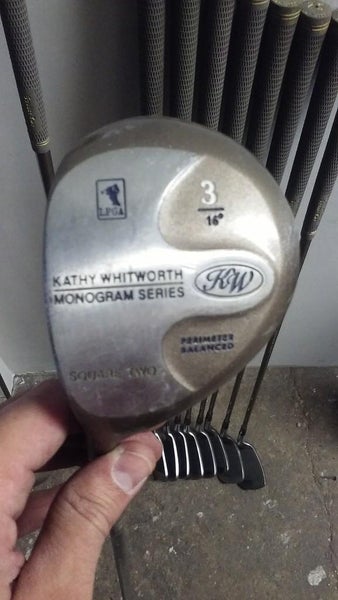 LPGA
3
16°
KATHY WHITWORTH
MONOGRAM SERIES
KW
PERIMETER
BALANCED
SQUARE TWO